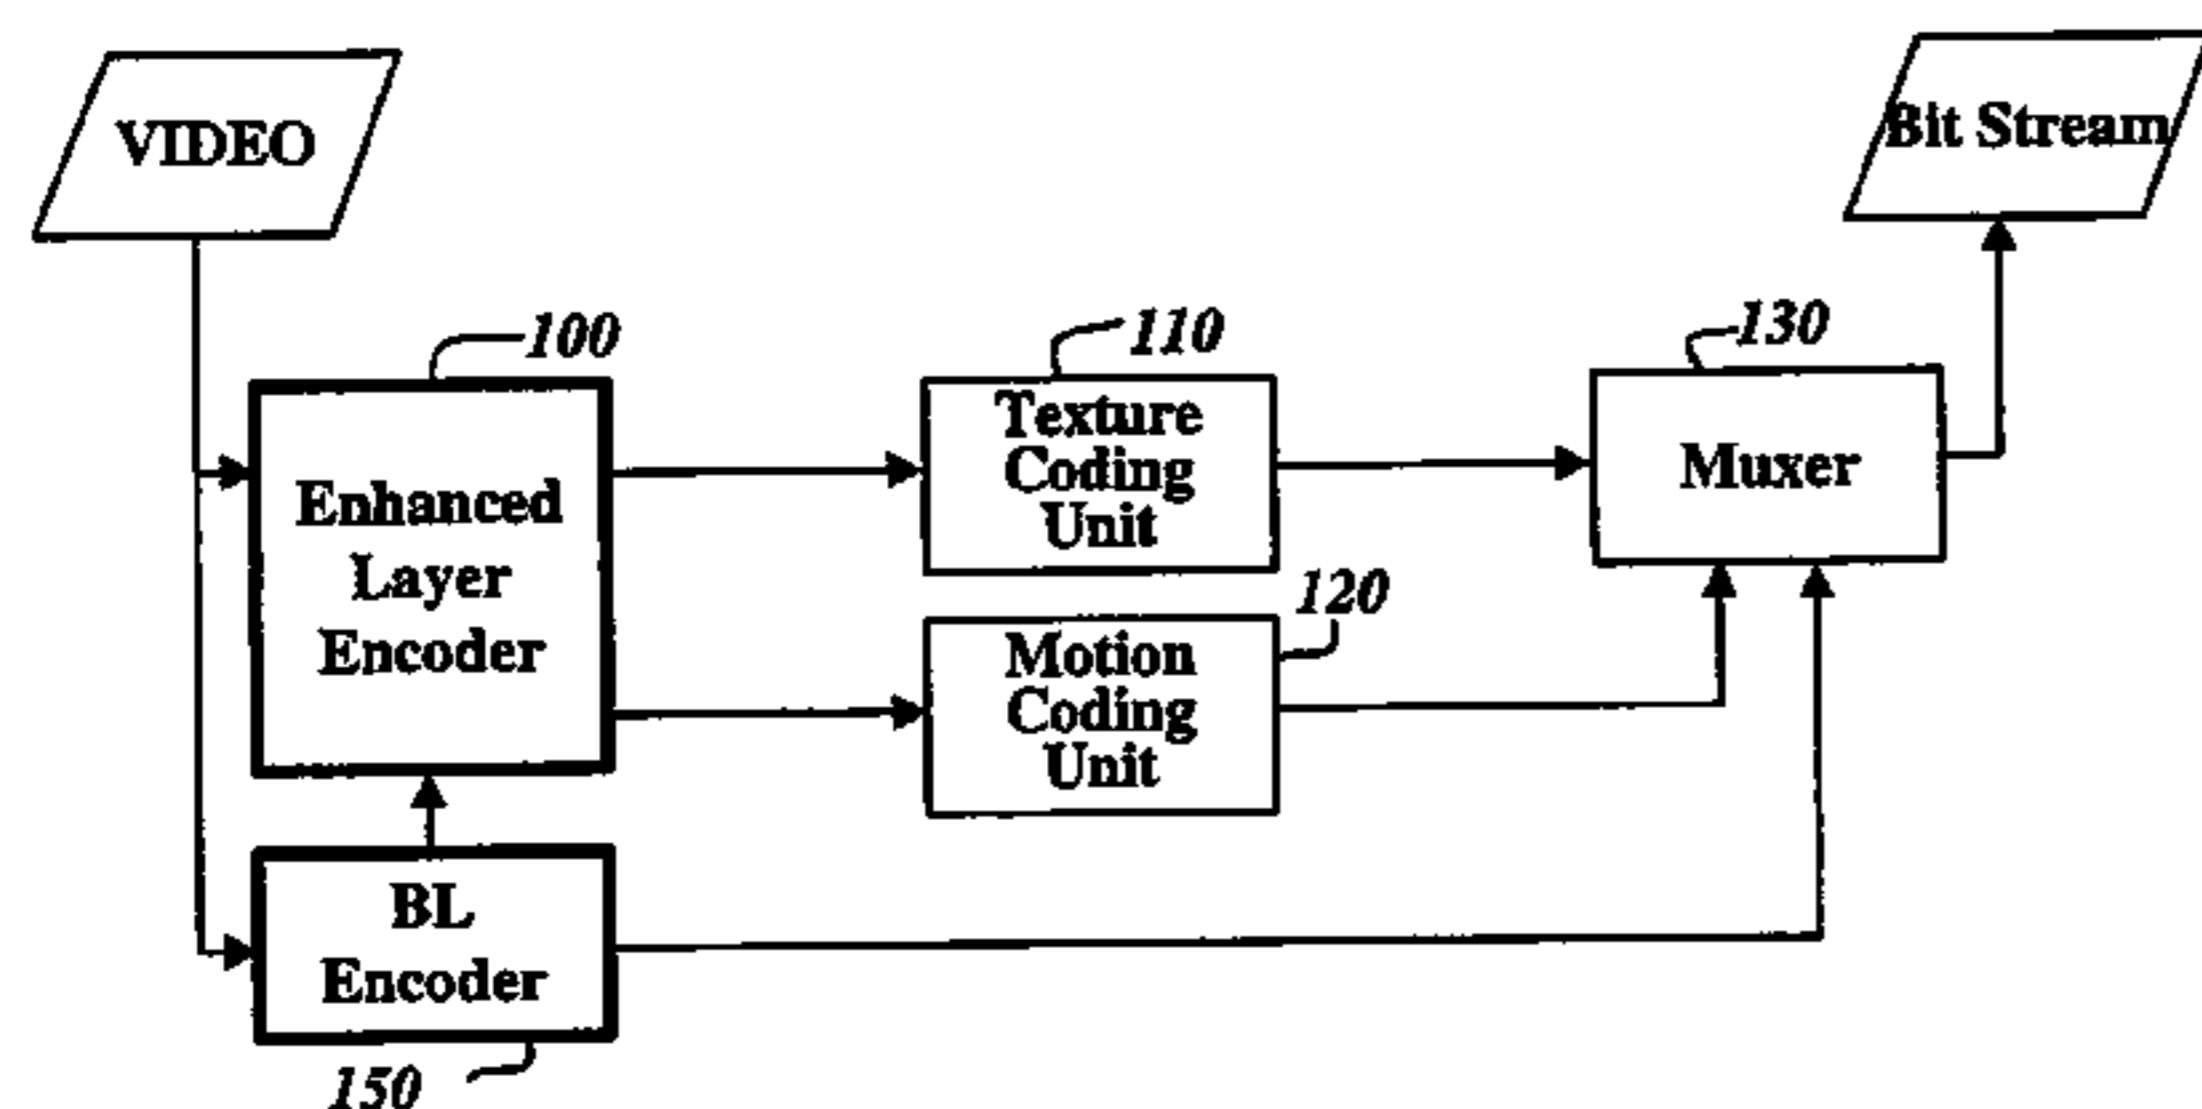 VIDEO
Bit Stream
100
110
130
Enhanced
Layer
Encoder
Texture
Coding
Unit
Muxer
120
Motion
Coding
Unit
BL
Encoder
150